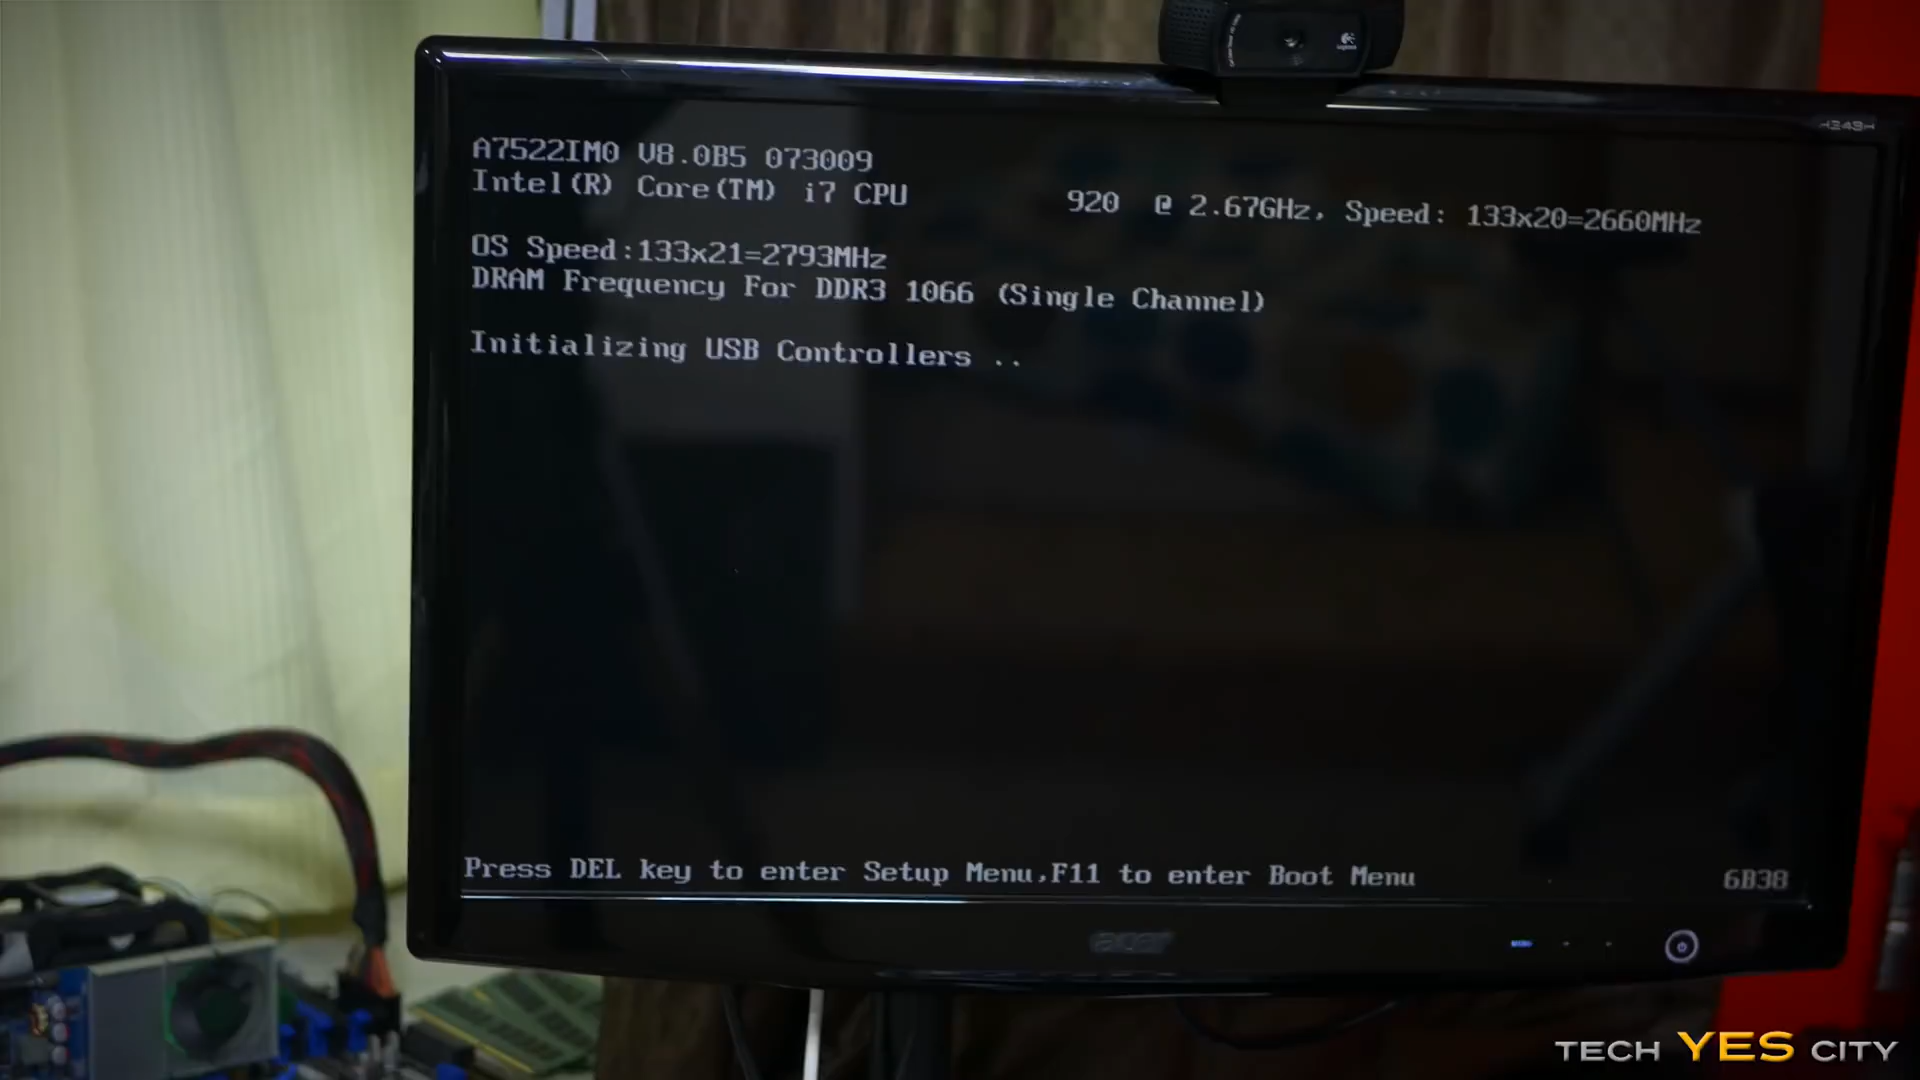 A7522IM0 V8.0B5 073009
Intel(R) Core(TM) i7 CPU 920 @ 2.67GHz, Speed: 133x20=2660MHz
OS Speed:133x21=2793MHz
DRAM Frequency For DDR3 1066 (Single Channel)
Initializing USB Controllers ..
Press DEL key to enter Setup Menu,F11 to enter Boot Menu
6B38
acer
TECH YES CITY